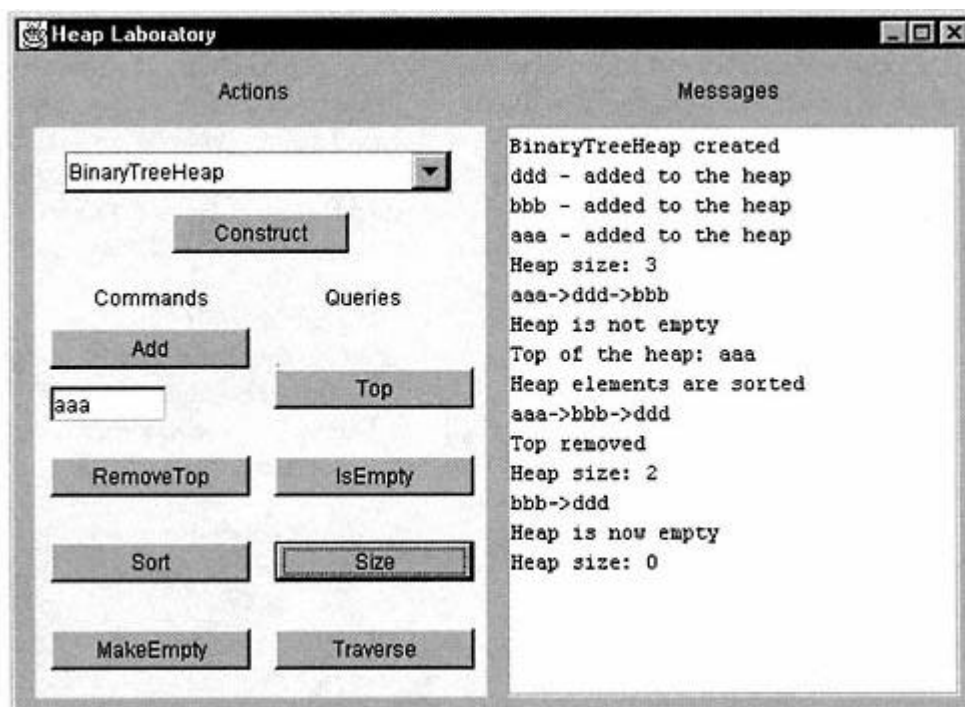 Heap Laboratory
Actions
BinaryTreeHeap
Construct
Commands Queries
Add
Top
aaa
RemoveTop IsEmpty
Sort Size
MakeEmpty Traverse
Messages
BinaryTreeHeap created
ddd - added to the heap
bbb - added to the heap
aaa - added to the heap
Heap size: 3
aaa->ddd->bbb
Heap is not empty
Top of the heap: aaa
Heap elements are sorted
aaa->bbb->ddd
Top removed
Heap size: 2
bbb->ddd
Heap is now empty
Heap size: 0